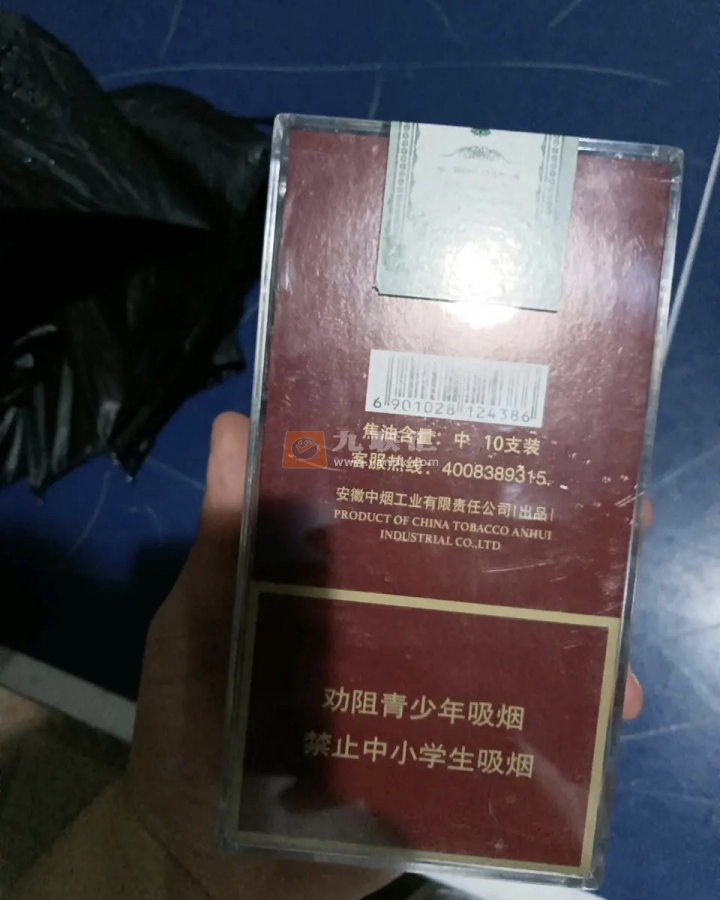 6 901028 124386
焦油含量：中 10支装
客服热线：4008389315
安徽中烟工业有限责任公司|出品|
PRODUCT OF CHINA TOBACCO ANHUI
INDUSTRIAL CO.,LTD.
劝阻青少年吸烟
禁止中小学生吸烟